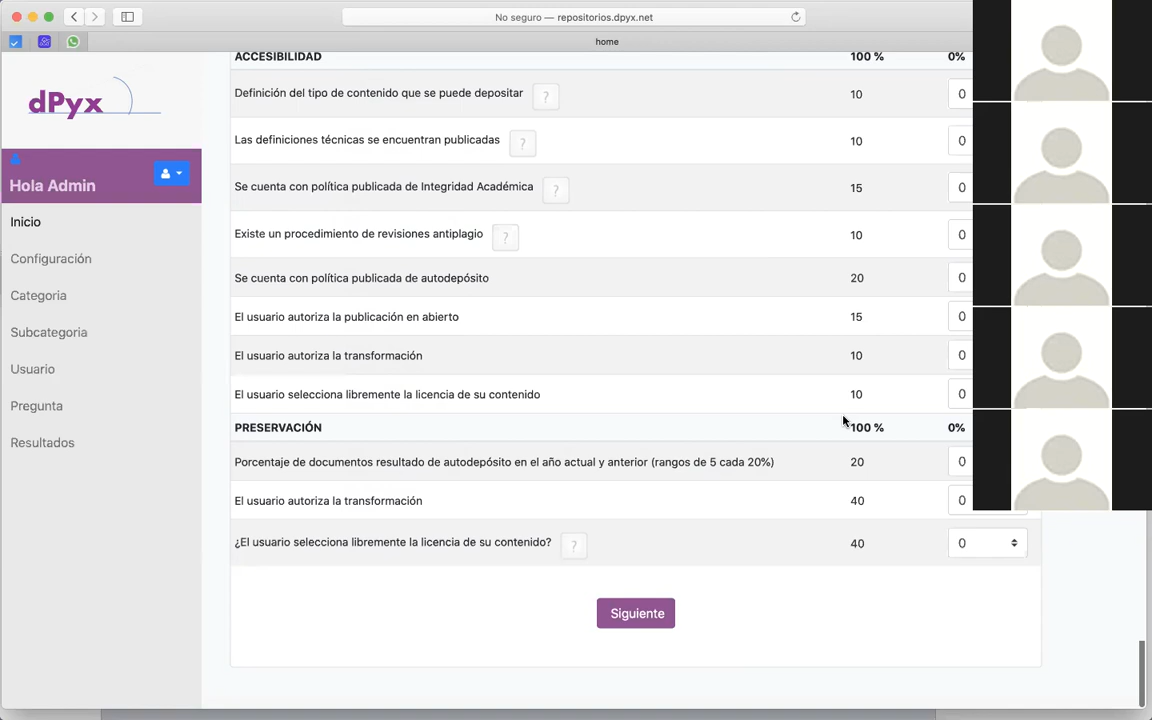 No seguro — repositorios.dpyx.net
home
dPyx
Hola Admin
Inicio
Configuración
Categoria
Subcategoria
Usuario
Pregunta
Resultados
ACCESIBILIDAD 100 % 0%
Definición del tipo de contenido que se puede depositar ? 10 0
Las definiciones técnicas se encuentran publicadas ? 10 0
Se cuenta con política publicada de Integridad Académica ? 15 0
Existe un procedimiento de revisiones antiplagio ? 10 0
Se cuenta con política publicada de autodepósito 20 0
El usuario autoriza la publicación en abierto 15 0
El usuario autoriza la transformación 10 0
El usuario selecciona libremente la licencia de su contenido 10 0
PRESERVACIÓN 100 % 0%
Porcentaje de documentos resultado de autodepósito en el año actual y anterior (rangos de 5 cada 20%) 20 0
El usuario autoriza la transformación 40 0
¿El usuario selecciona libremente la licencia de su contenido? ? 40 0
Siguiente